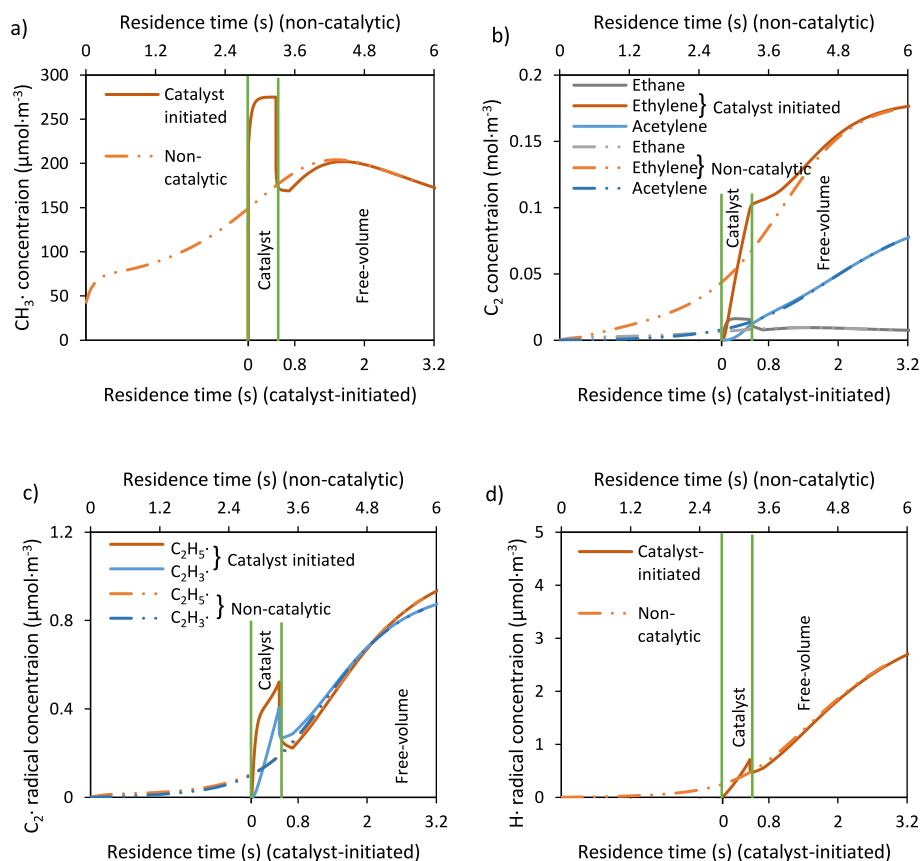 a)
Residence time (s) (non-catalytic)
0 1.2 2.4 3.6 4.8 6
CH₃· concentraion (µmol·m⁻³)
300
250
200
150
100
50
0
Catalyst
initiated
Non-
catalytic
Catalyst
Free-volume
0 0.8 2 3.2
Residence time (s) (catalyst-initiated)
b)
Residence time (s) (non-catalytic)
0 1.2 2.4 3.6 4.8 6
C₂ concentration (mol·m⁻³)
0.2
0.15
0.1
0.05
0
Ethane
Ethylene } Catalyst initiated
Acetylene
Ethane
Ethylene } Non-catalytic
Acetylene
Catalyst
Free-volume
0 0.8 2 3.2
Residence time (s) (catalyst-initiated)
c)
Residence time (s) (non-catalytic)
0 1.2 2.4 3.6 4.8 6
C₂· radical concentraion (µmol·m⁻³)
1.2
0.8
0.4
0
C₂H₅·
C₂H₃· } Catalyst initiated
C₂H₅·
C₂H₃· } Non-catalytic
Catalyst
Free-volume
0 0.8 2 3.2
Residence time (s) (catalyst-initiated)
d)
Residence time (s) (non-catalytic)
0 1.2 2.4 3.6 4.8 6
H· radical concentraion (µmol·m⁻³)
5
4
3
2
1
0
Catalyst-
initiated
Non-
catalytic
Catalyst
Free-volume
0 0.8 2 3.2
Residence time (s) (catalyst-initiated)